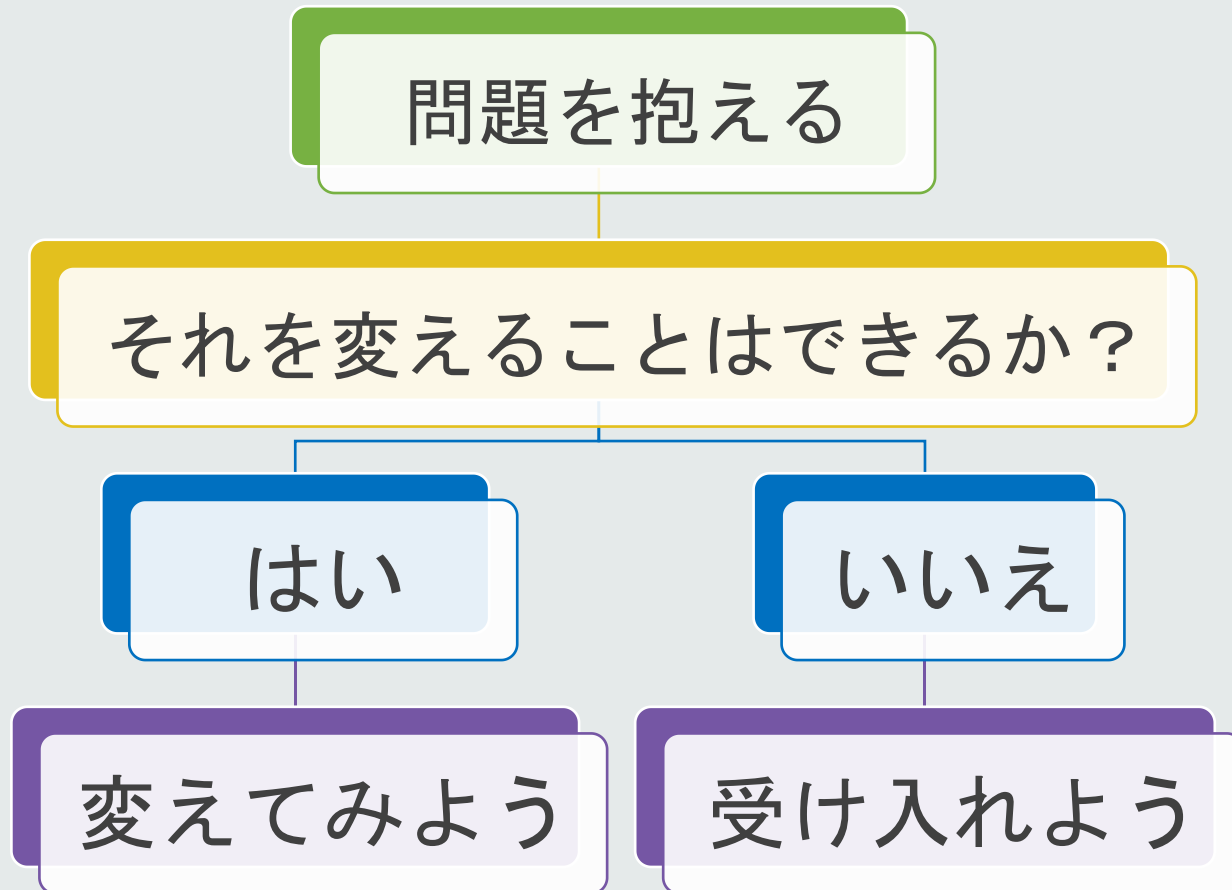 問題を抱える
それを変えることはできるか？
はい
いいえ
変えてみよう
受け入れよう